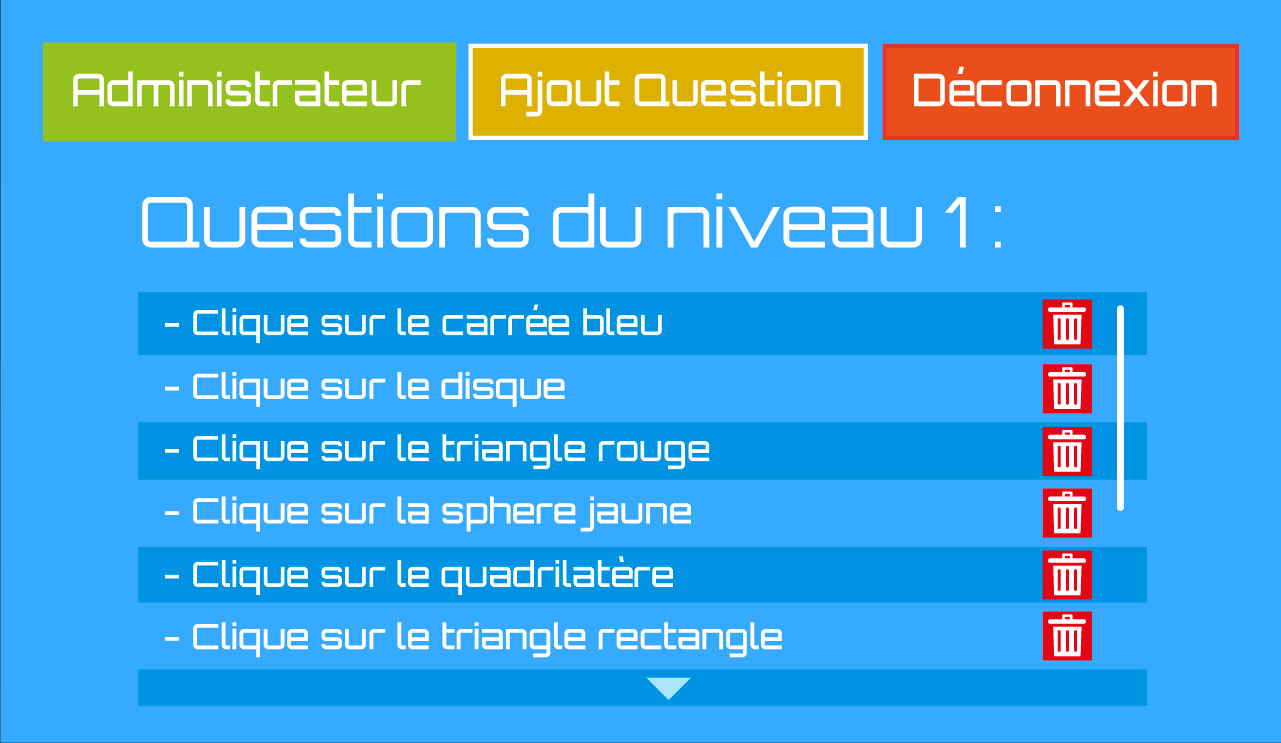 Administrateur
Ajout Question
Déconnexion
Questions du niveau 1 :
- Clique sur le carrée bleu
- Clique sur le disque
- Clique sur le triangle rouge
- Clique sur la sphere jaune
- Clique sur le quadrilatère
- Clique sur le triangle rectangle